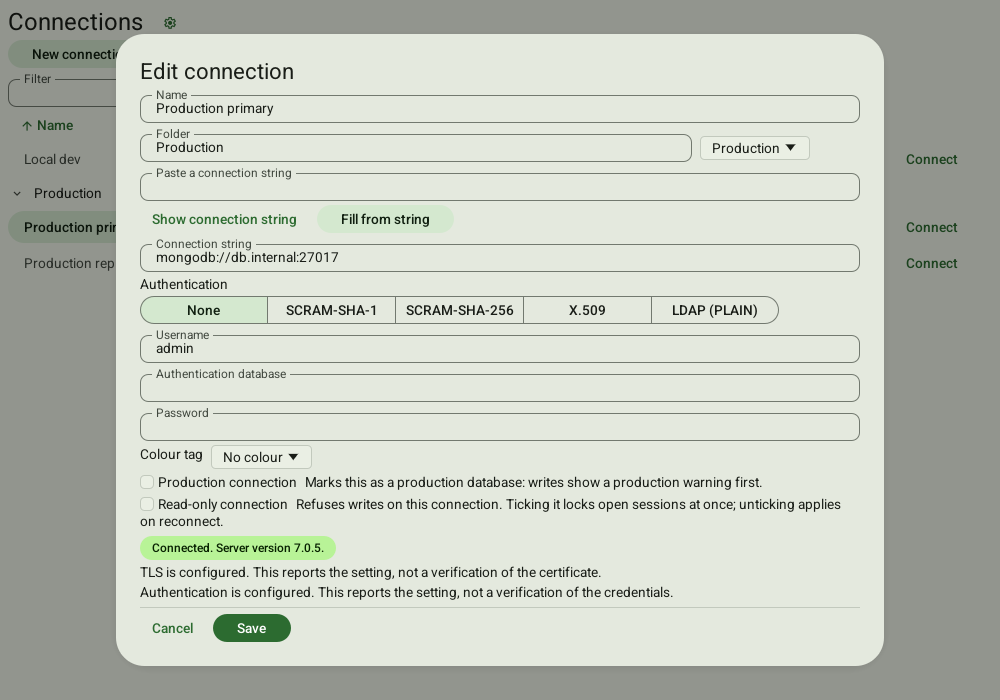 Connections
New connecti
Filter
Name
Local dev
Connect
Production
Production prir
Connect
Production rep
Connect
Edit connection
Name
Production primary
Folder
Production
Production
Paste a connection string
Show connection string
Fill from string
Connection string
mongodb://db.internal:27017
Authentication
None
SCRAM-SHA-1
SCRAM-SHA-256
X.509
LDAP (PLAIN)
Username
admin
Authentication database
Password
Colour tag
No colour
Production connection Marks this as a production database: writes show a production warning first.
Read-only connection Refuses writes on this connection. Ticking it locks open sessions at once; unticking applies
on reconnect.
Connected. Server version 7.0.5.
TLS is configured. This reports the setting, not a verification of the certificate.
Authentication is configured. This reports the setting, not a verification of the credentials.
Cancel
Save